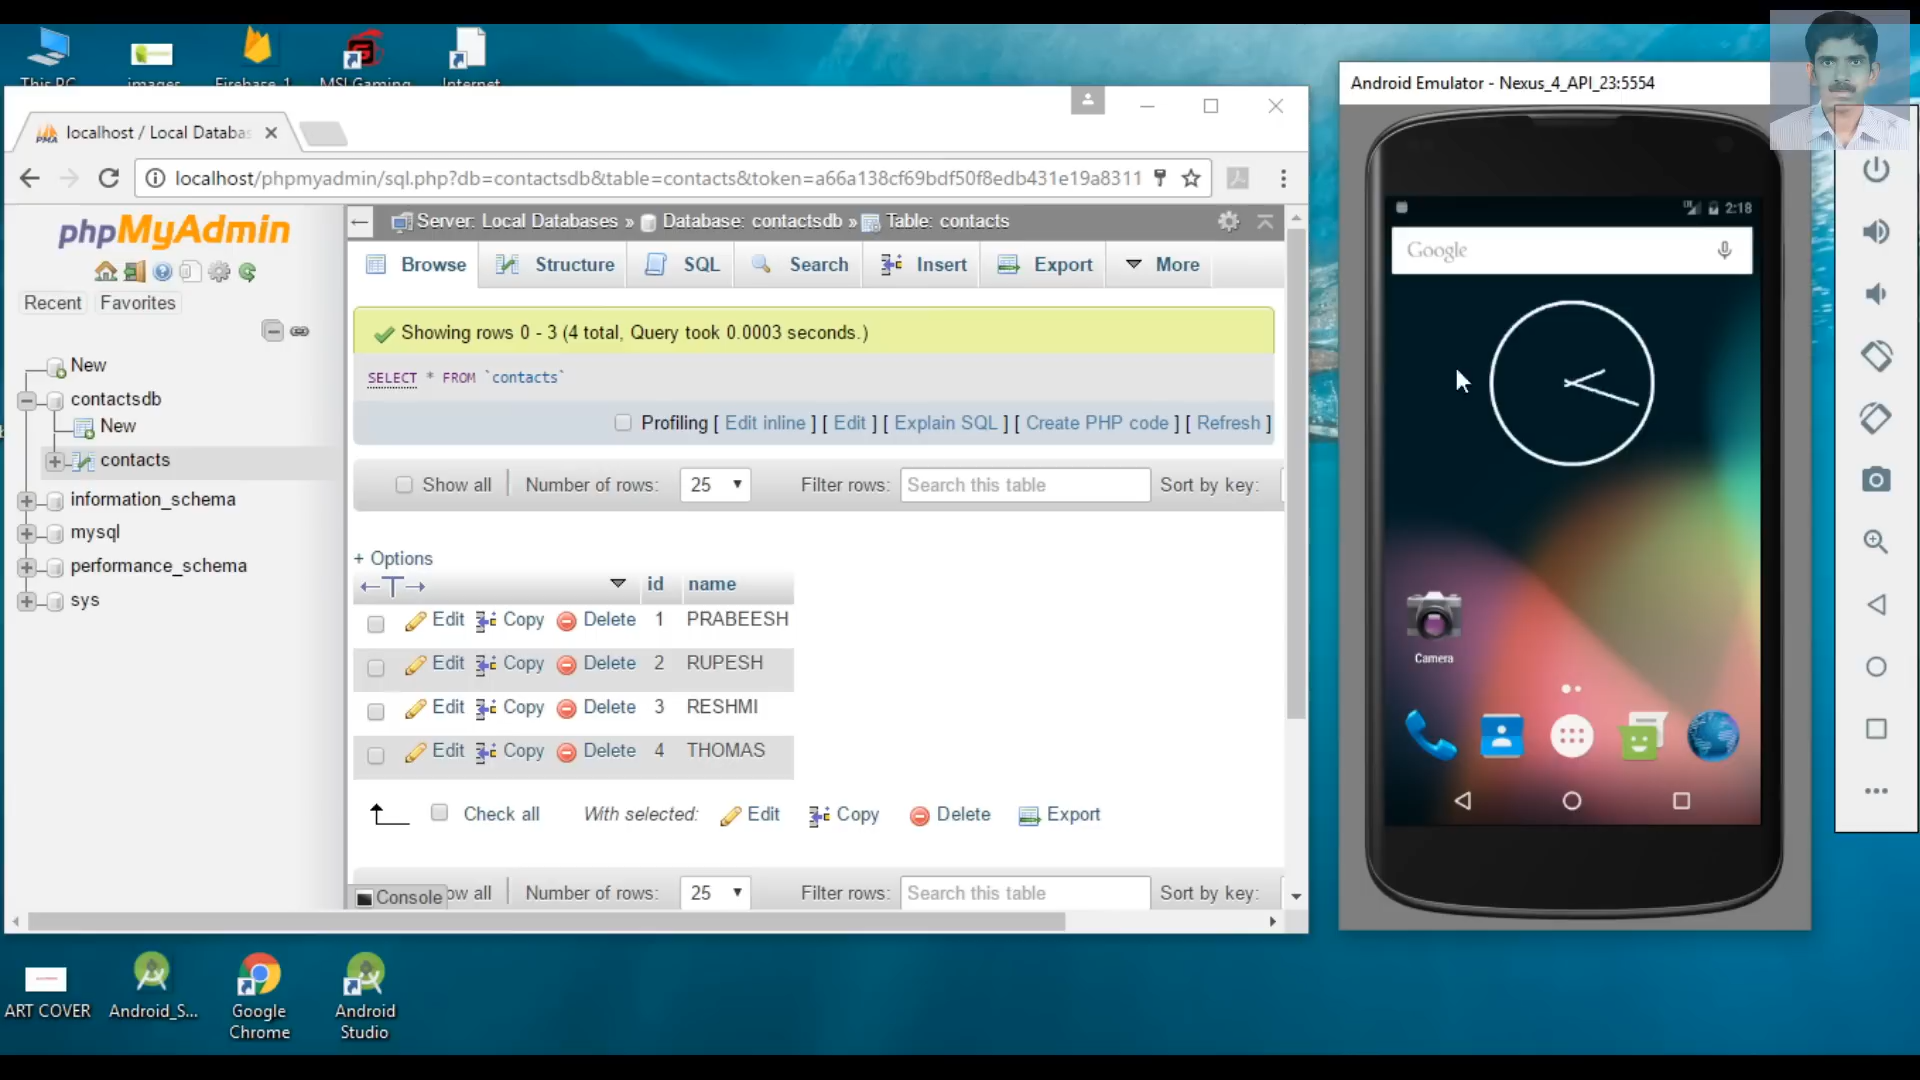 This PC
images
Firebase_1
MSI Gaming
Internet
localhost / Local Databa
localhost/phpmyadmin/sql.php?db=contactsdb&table=contacts&token=a66a138cf69bdf50f8edb431e19a8311
phpMyAdmin
Recent Favorites
New
contactsdb
New
contacts
information_schema
mysql
performance_schema
sys
Server: Local Databases » Database: contactsdb » Table: contacts
Browse Structure SQL Search Insert Export More
Showing rows 0 - 3 (4 total, Query took 0.0003 seconds.)
SELECT * FROM `contacts`
Profiling [ Edit inline ] [ Edit ] [ Explain SQL ] [ Create PHP code ] [ Refresh ]
Show all Number of rows: 25 Filter rows: Search this table Sort by key:
+ Options
id name
Edit Copy Delete 1 PRABEESH
Edit Copy Delete 2 RUPESH
Edit Copy Delete 3 RESHMI
Edit Copy Delete 4 THOMAS
Check all With selected: Edit Copy Delete Export
Console ow all Number of rows: 25 Filter rows: Search this table Sort by key:
Android Emulator - Nexus_4_API_23:5554
2:18
Google
Camera
ART COVER
Android_S...
Google
Chrome
Android
Studio